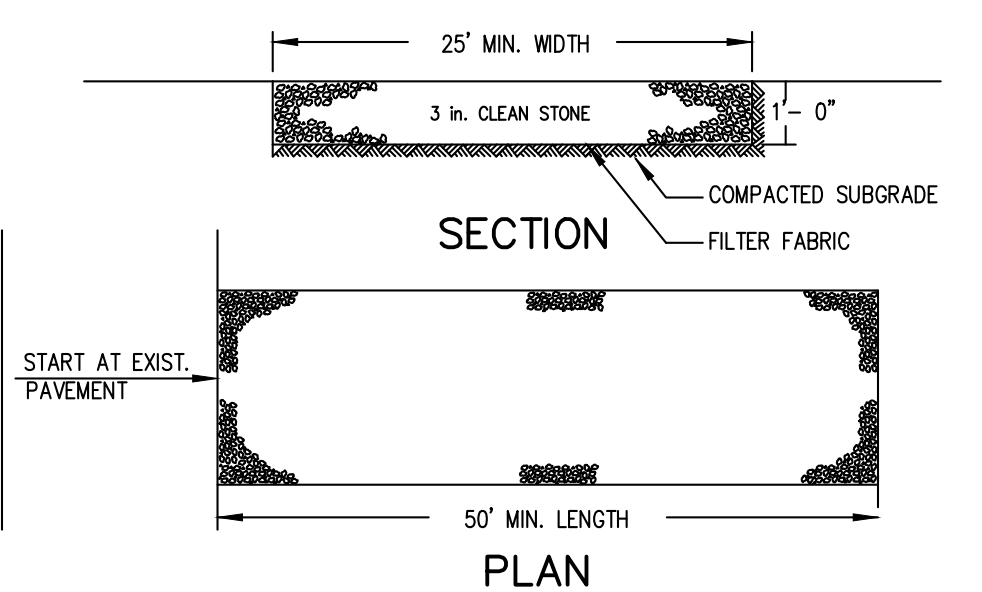 25' MIN. WIDTH
3 in. CLEAN STONE
1'- 0"
COMPACTED SUBGRADE
FILTER FABRIC
SECTION
START AT EXIST.
PAVEMENT
50' MIN. LENGTH
PLAN